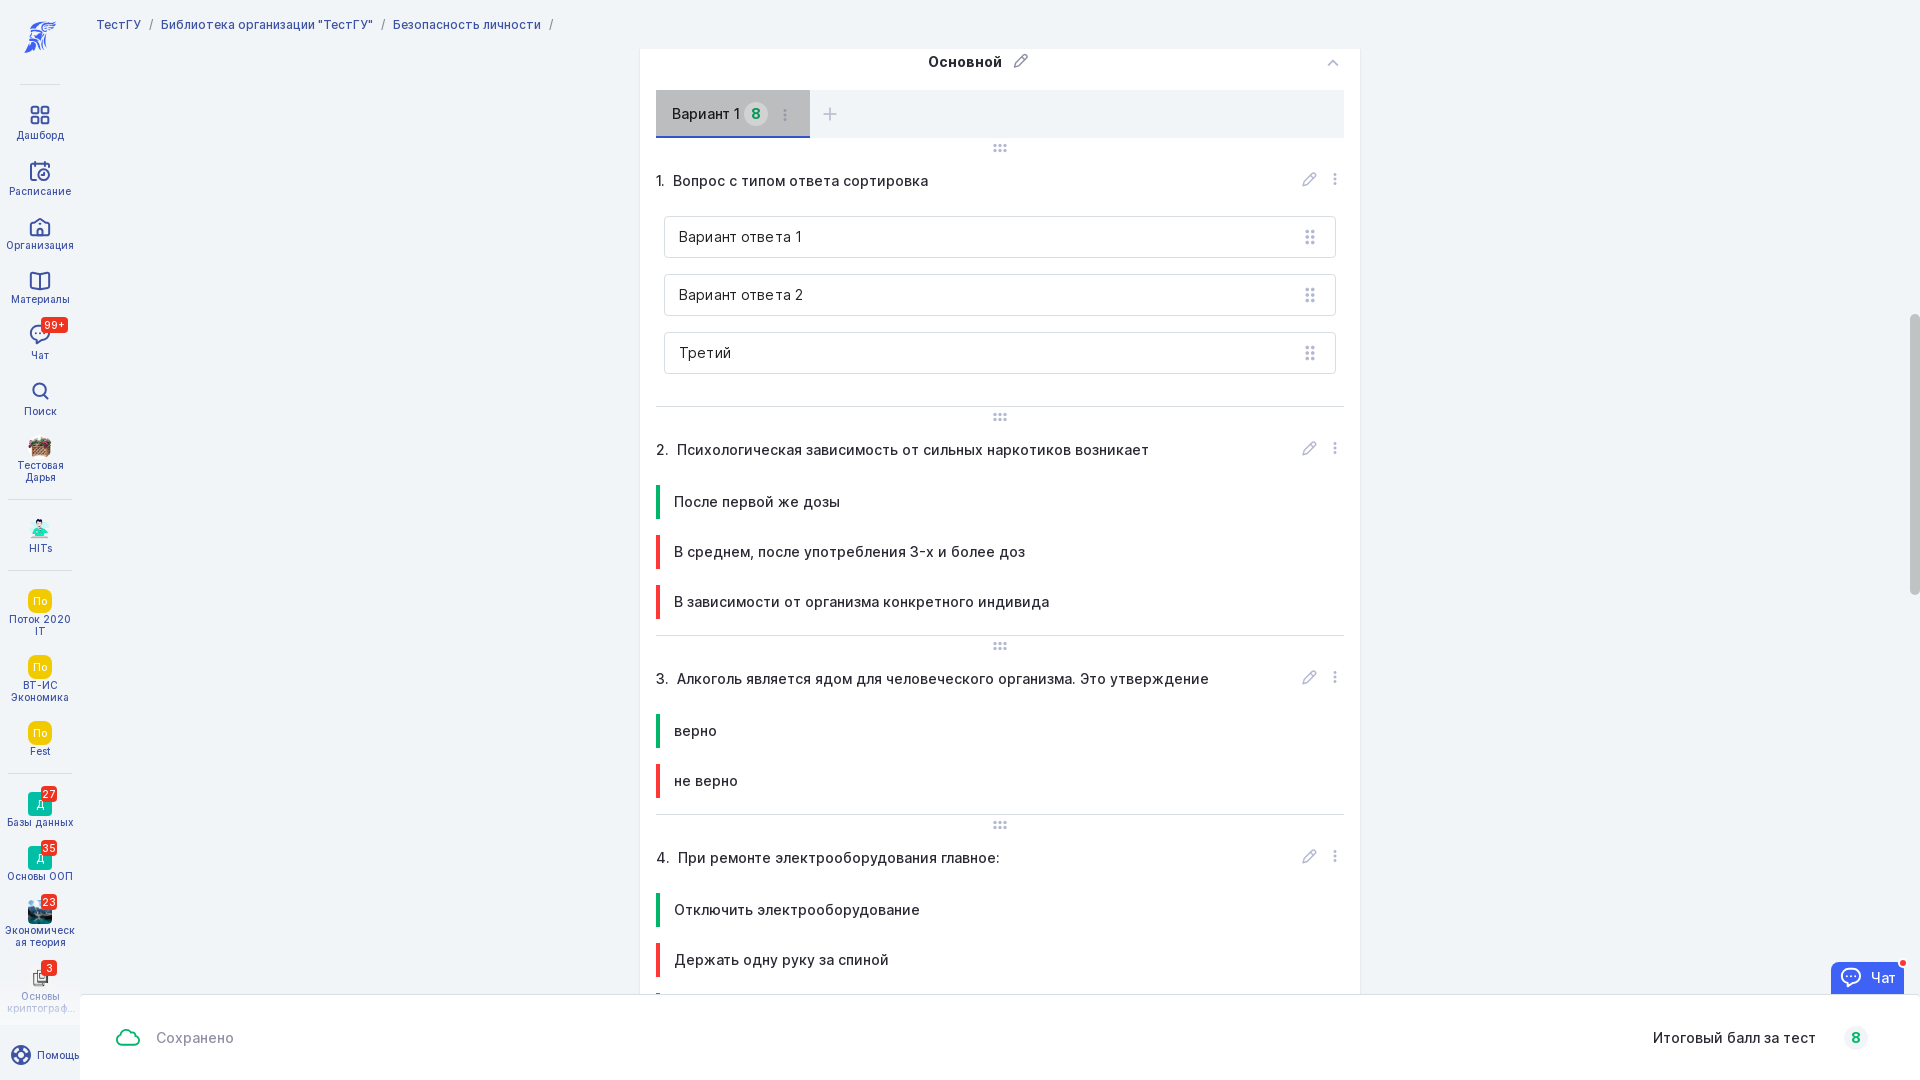 ТестГУ / Библиотека организации "ТестГУ" / Безопасность личности /
Дашборд
Расписание
Организация
Материалы
99+
Чат
Поиск
Тестовая
Дарья
HITs
По
Поток 2020
IT
По
ВТ-ИС
Экономика
По
Fest
27
Д
Базы данных
35
Д
Основы ООП
23
Экономическ
ая теория
3
Основы
криптограф...
Помощь
Основной
Вариант 1 8
1. Вопрос с типом ответа сортировка
Вариант ответа 1
Вариант ответа 2
Третий
2. Психологическая зависимость от сильных наркотиков возникает
После первой же дозы
В среднем, после употребления 3-х и более доз
В зависимости от организма конкретного индивида
3. Алкоголь является ядом для человеческого организма. Это утверждение
верно
не верно
4. При ремонте электрооборудования главное:
Отключить электрооборудование
Держать одну руку за спиной
Чат
Сохранено
Итоговый балл за тест 8